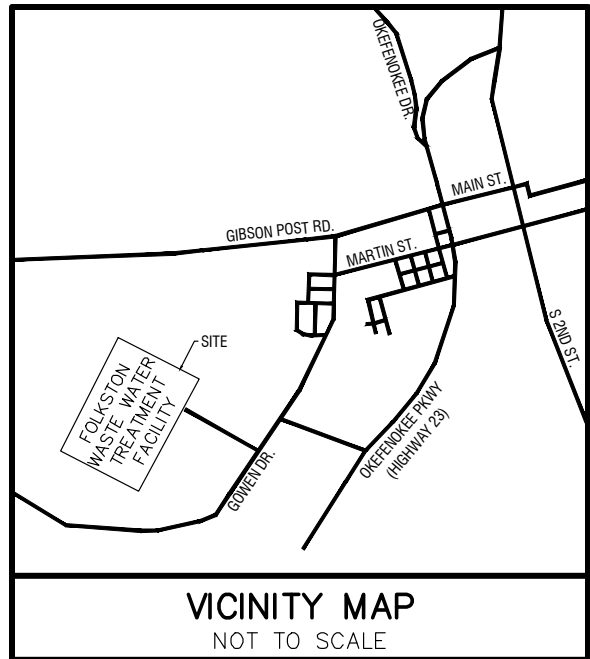 OKEFENOKEE DR.
MAIN ST.
GIBSON POST RD.
MARTIN ST.
S 2ND ST.
SITE
FOLKSTON
WASTE WATER
TREATMENT
FACILITY
OKEFENOKEE PKWY
(HIGHWAY 23)
GOWEN DR.
VICINITY MAP
NOT TO SCALE